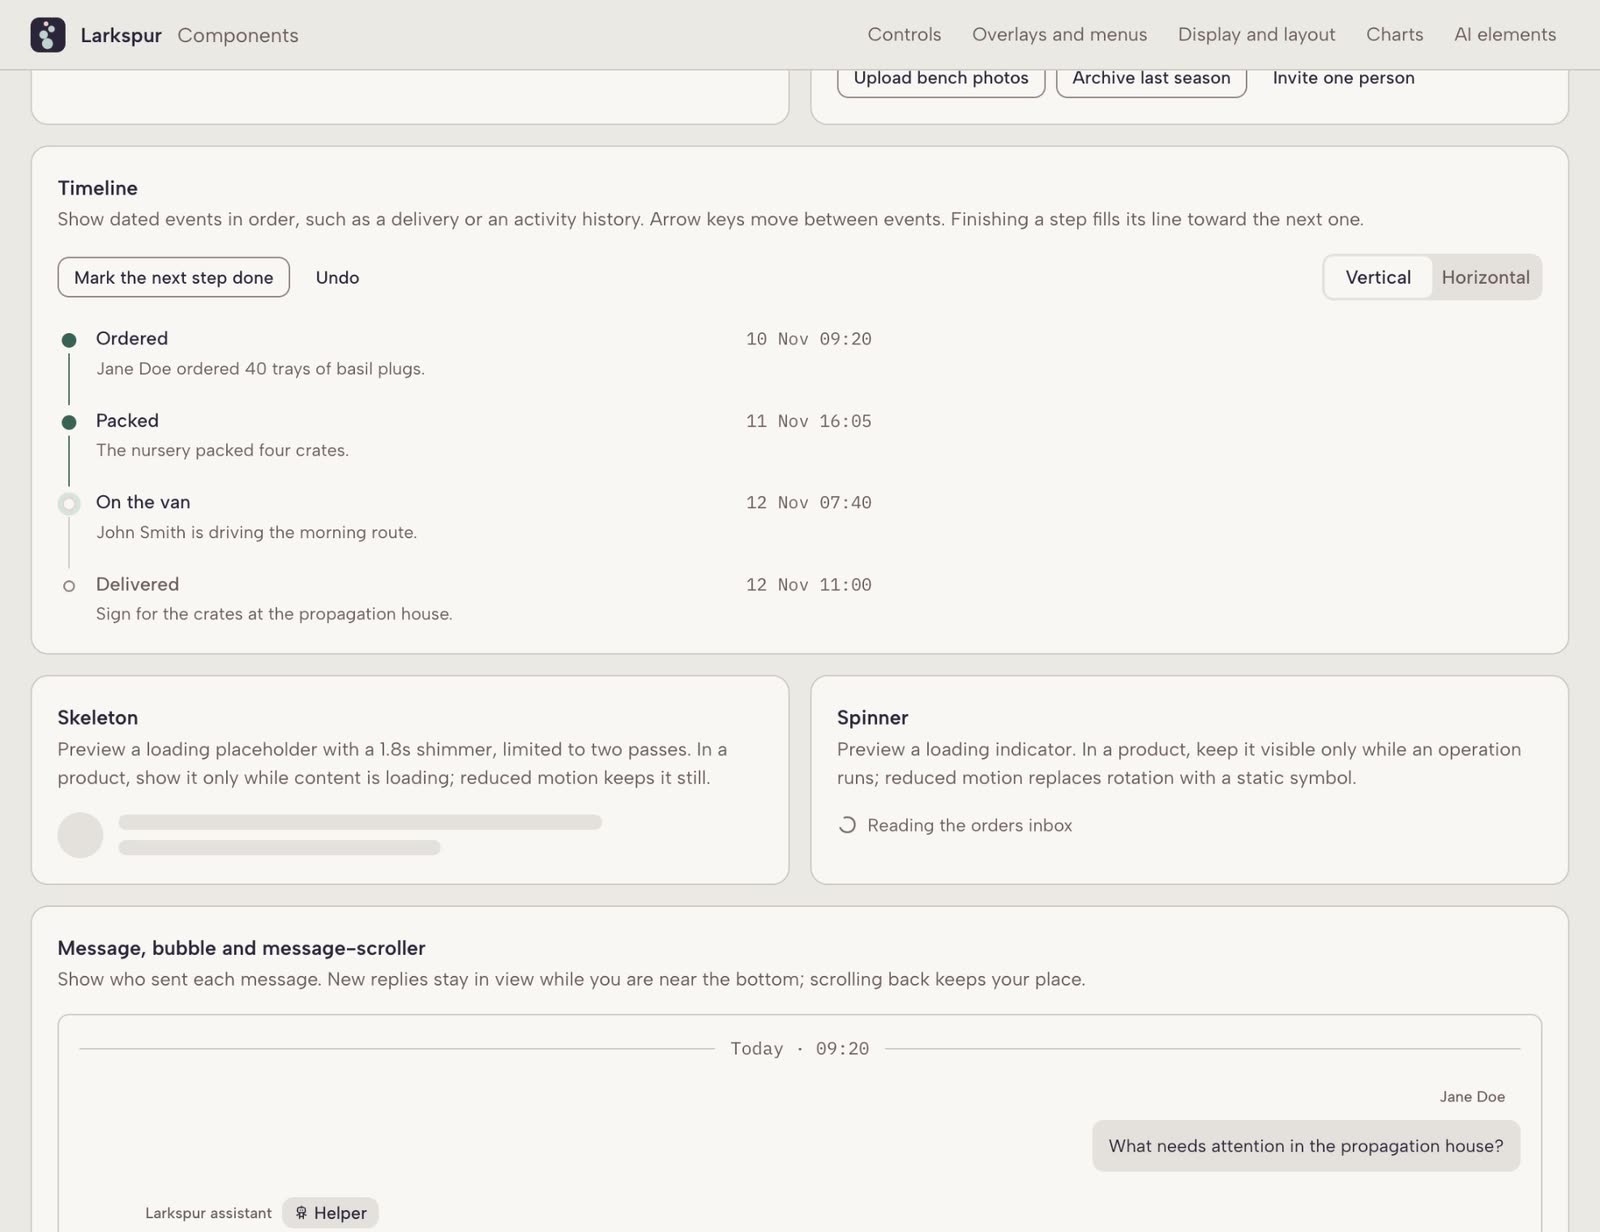 Larkspur Components
Controls Overlays and menus Display and layout Charts AI elements
Upload bench photos Archive last season Invite one person
Timeline
Show dated events in order, such as a delivery or an activity history. Arrow keys move between events. Finishing a step fills its line toward the next one.
Mark the next step done Undo Vertical Horizontal
Ordered 10 Nov 09:20
Jane Doe ordered 40 trays of basil plugs.
Packed 11 Nov 16:05
The nursery packed four crates.
On the van 12 Nov 07:40
John Smith is driving the morning route.
Delivered 12 Nov 11:00
Sign for the crates at the propagation house.
Skeleton
Preview a loading placeholder with a 1.8s shimmer, limited to two passes. In a
product, show it only while content is loading; reduced motion keeps it still.
Spinner
Preview a loading indicator. In a product, keep it visible only while an operation
runs; reduced motion replaces rotation with a static symbol.
Reading the orders inbox
Message, bubble and message-scroller
Show who sent each message. New replies stay in view while you are near the bottom; scrolling back keeps your place.
Today · 09:20
Jane Doe
What needs attention in the propagation house?
Larkspur assistant Helper